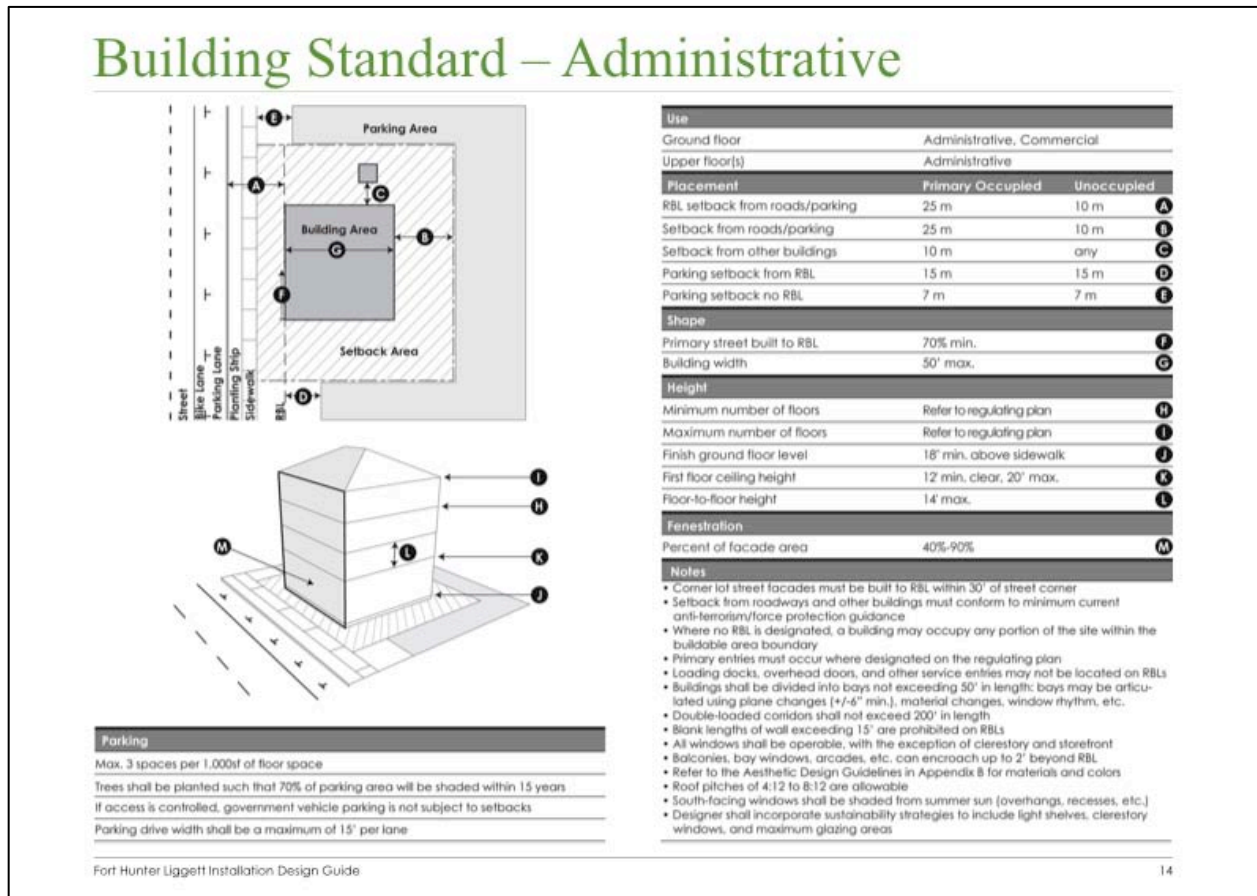 Building Standard – Administrative
E
Parking Area
A
C
Building Area
B
G
F
Setback Area
D
Street
Bike Lane
Parking Lane
Planting Strip
Sidewalk
RBL
I
H
M
L
K
J
Parking
Max. 3 spaces per 1,000sf of floor space
Trees shall be planted such that 70% of parking area will be shaded within 15 years
If access is controlled, government vehicle parking is not subject to setbacks
Parking drive width shall be a maximum of 15' per lane
Use
Ground floor Administrative, Commercial
Upper floor(s) Administrative
Placement Primary Occupied Unoccupied
RBL setback from roads/parking 25 m 10 m A
Setback from roads/parking 25 m 10 m B
Setback from other buildings 10 m any C
Parking setback from RBL 15 m 15 m D
Parking setback no RBL 7 m 7 m E
Shape
Primary street built to RBL 70% min. F
Building width 50' max. G
Height
Minimum number of floors Refer to regulating plan H
Maximum number of floors Refer to regulating plan I
Finish ground floor level 18" min. above sidewalk J
First floor ceiling height 12' min. clear, 20' max. K
Floor-to-floor height 14' max. L
Fenestration
Percent of facade area 40%-90% M
Notes
• Corner lot street facades must be built to RBL within 30' of street corner
• Setback from roadways and other buildings must conform to minimum current
anti-terrorism/force protection guidance
• Where no RBL is designated, a building may occupy any portion of the site within the
buildable area boundary
• Primary entries must occur where designated on the regulating plan
• Loading docks, overhead doors, and other service entries may not be located on RBLs
• Buildings shall be divided into bays not exceeding 50' in length; bays may be articu-
lated using plane changes (+/-6" min.), material changes, window rhythm, etc.
• Double-loaded corridors shall not exceed 200' in length
• Blank lengths of wall exceeding 15' are prohibited on RBLs
• All windows shall be operable, with the exception of clerestory and storefront
• Balconies, bay windows, arcades, etc. can encroach up to 2' beyond RBL
• Refer to the Aesthetic Design Guidelines in Appendix B for materials and colors
• Roof pitches of 4:12 to 8:12 are allowable
• South-facing windows shall be shaded from summer sun (overhangs, recesses, etc.)
• Designer shall incorporate sustainability strategies to include light shelves, clerestory
windows, and maximum glazing areas
Fort Hunter Liggett Installation Design Guide 14